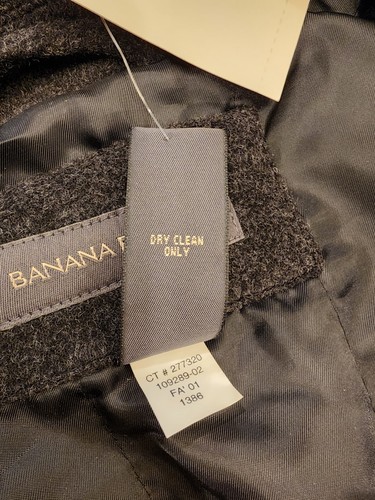 DRY CLEAN
ONLY
BANANA
CT # 277320
109289-02
FA' 01
1386